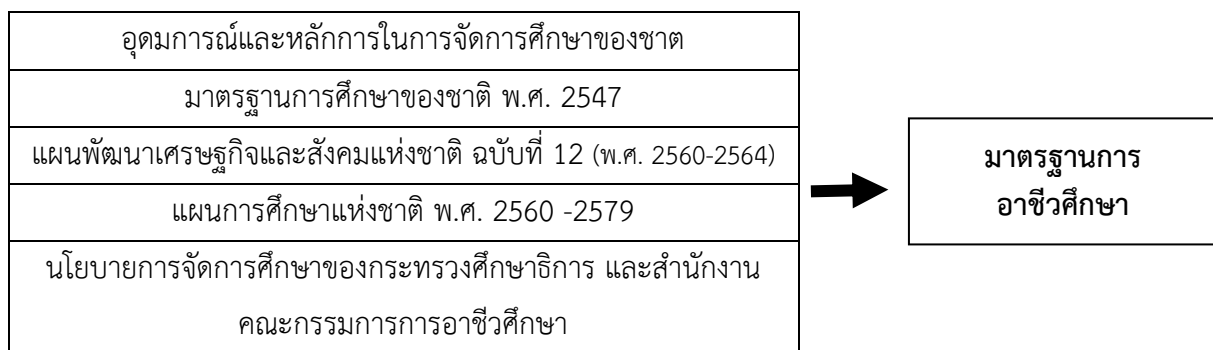 อุดมการณ์และหลักการในการจัดการศึกษาของชาต
มาตรฐานการศึกษาของชาติ พ.ศ. 2547
แผนพัฒนาเศรษฐกิจและสังคมแห่งชาติ ฉบับที่ 12 (พ.ศ. 2560-2564)
แผนการศึกษาแห่งชาติ พ.ศ. 2560 -2579
นโยบายการจัดการศึกษาของกระทรวงศึกษาธิการ และสำนักงาน
คณะกรรมการการอาชีวศึกษา
มาตรฐานการ
อาชีวศึกษา